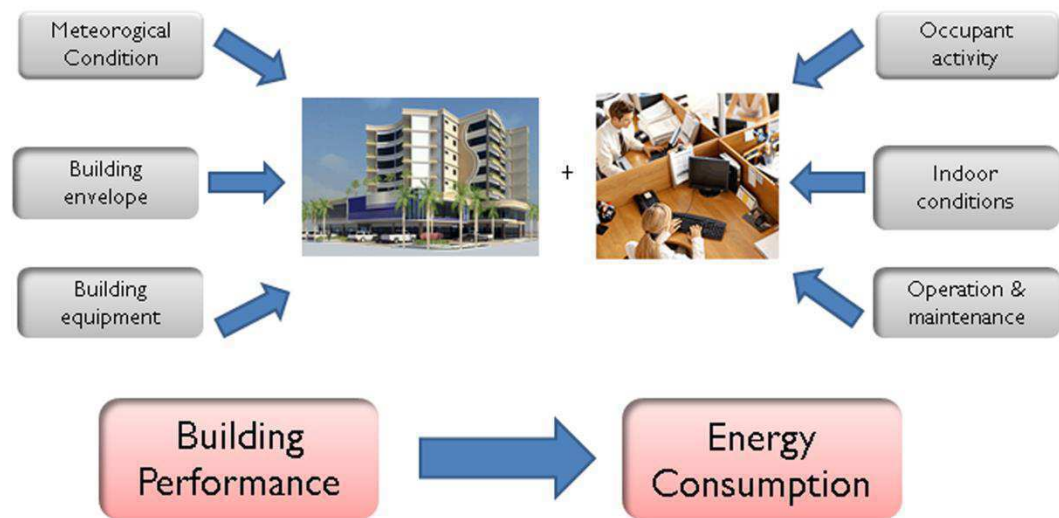 Meteorogical
Condition
Building
envelope
Building
equipment
+
Occupant
activity
Indoor
conditions
Operation &
maintenance
Building
Performance
Energy
Consumption